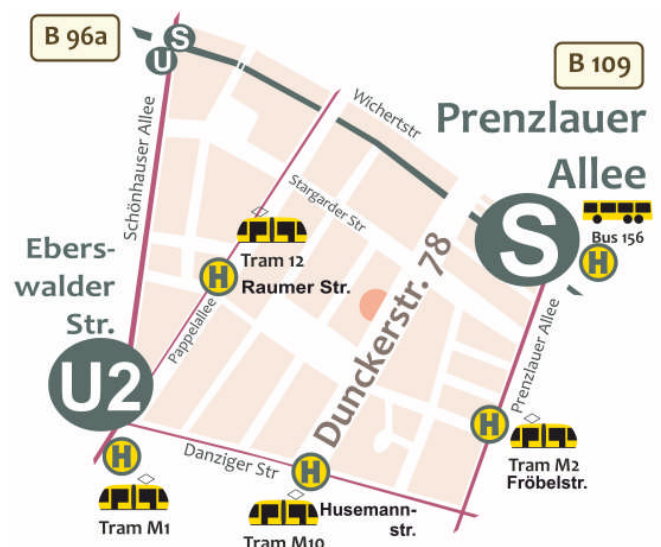 B 96a
S
U
B 109
Wichertstr
Prenzlauer
Allee
Schönhauser Allee
Stargarder Str
S
Bus 156
H
Tram 12
H
Raumer Str.
Ebers-
walder
Str.
U2
Pappelallee
Dunckerstr. 78
Prenzlauer Allee
H
Tram M2
Fröbelstr.
H
Danziger Str
H
Tram M1
Husemann-
str.
Tram M10